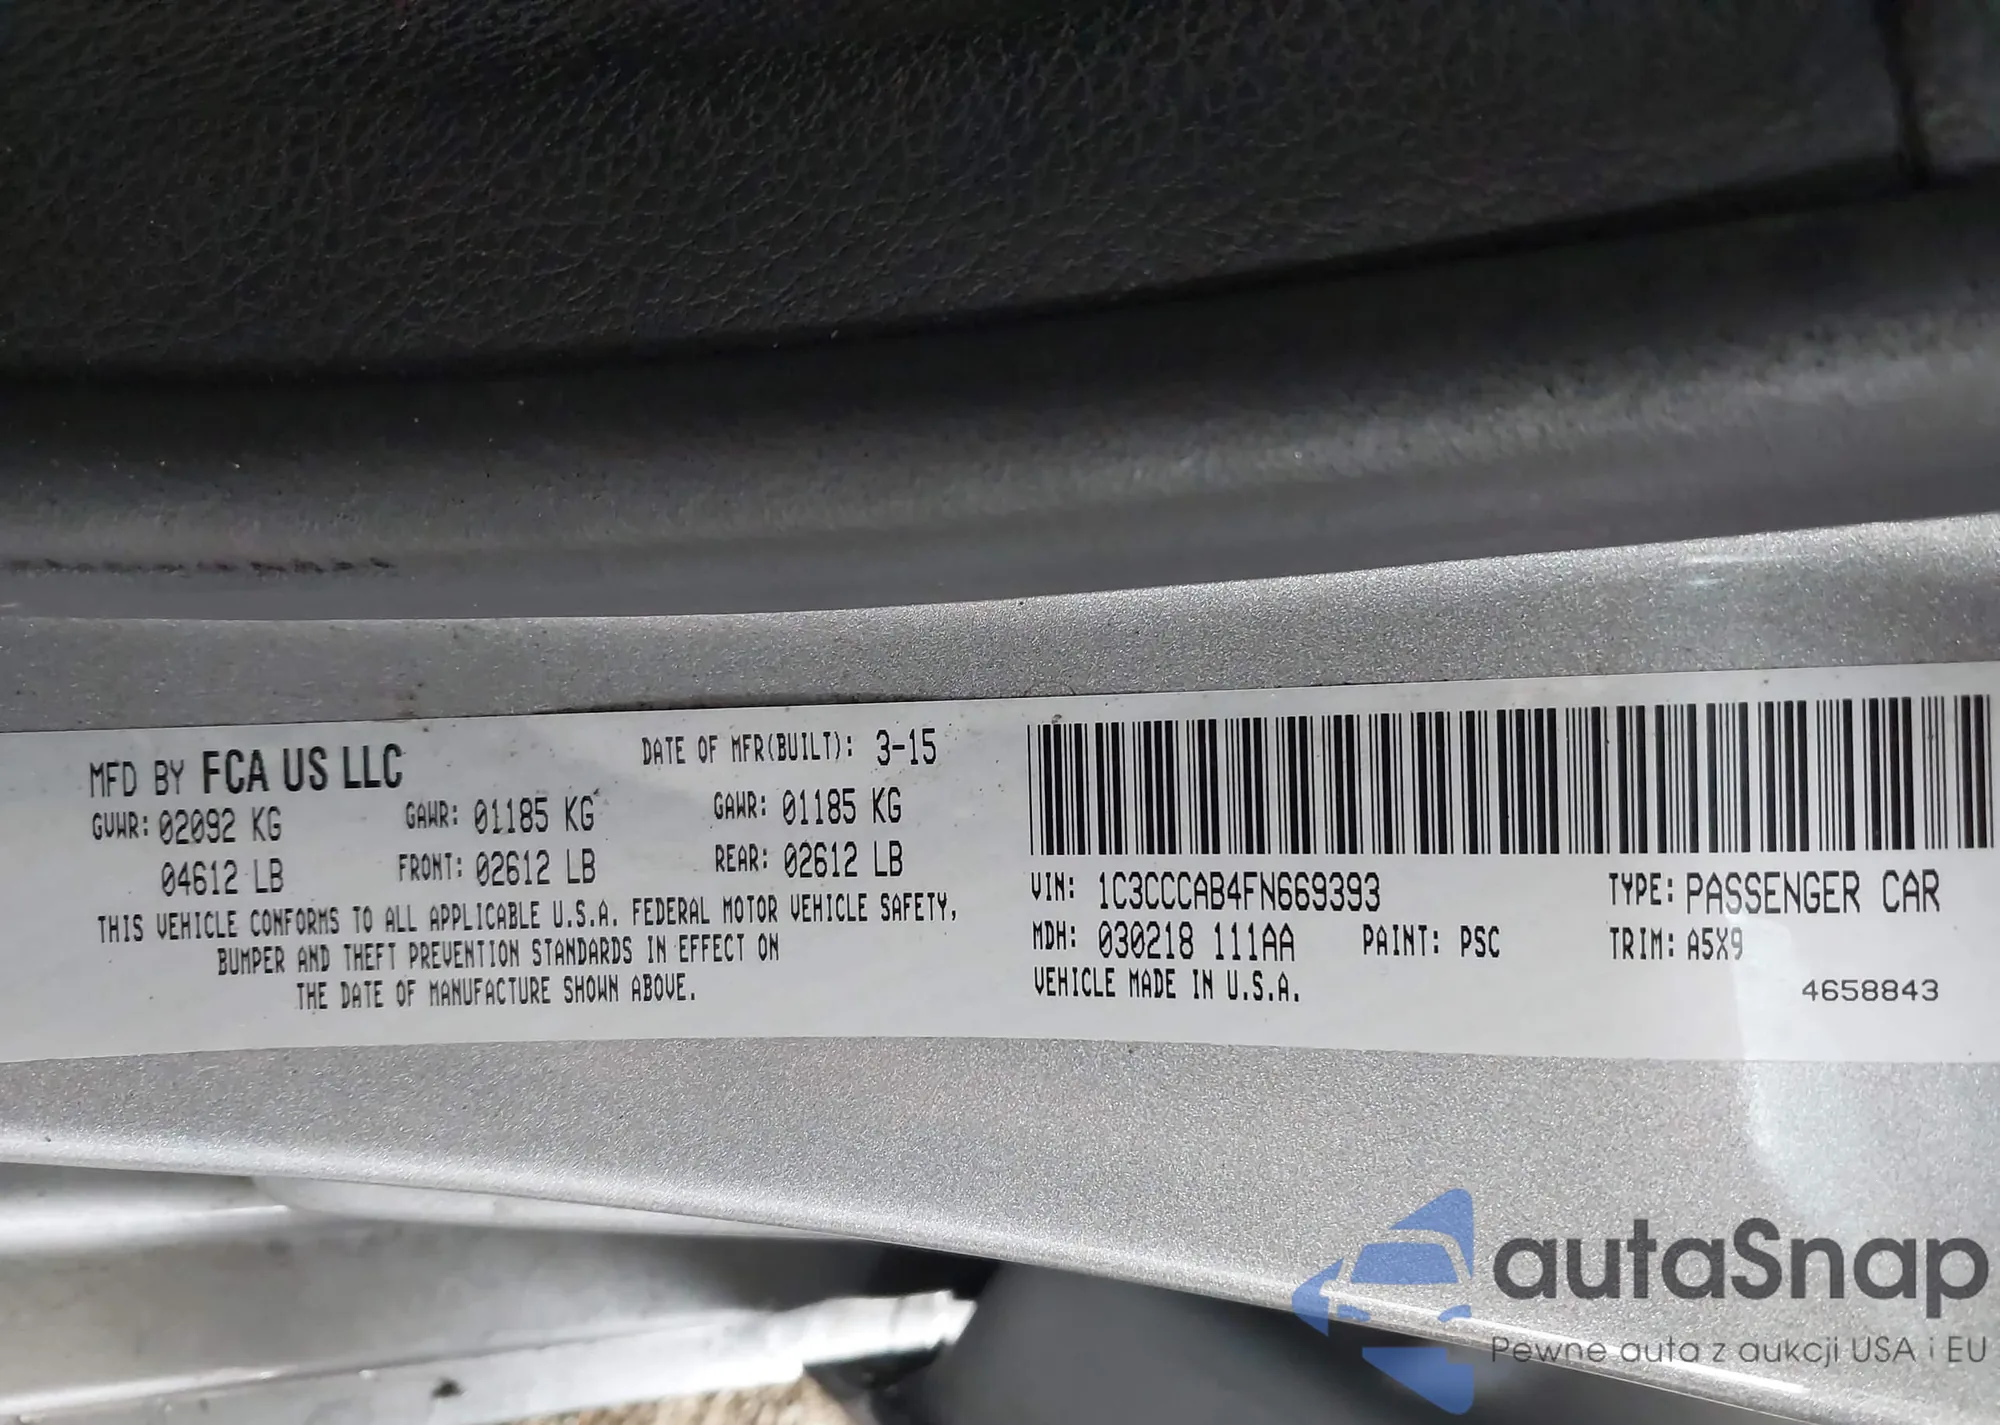 MFD BY FCA US LLC
DATE OF MFR(BUILT): 3-15
GVWR: 02092 KG GAWR: 01185 KG GAWR: 01185 KG
04612 LB FRONT: 02612 LB REAR: 02612 LB
THIS VEHICLE CONFORMS TO ALL APPLICABLE U.S.A. FEDERAL MOTOR VEHICLE SAFETY,
BUMPER AND THEFT PREVENTION STANDARDS IN EFFECT ON
THE DATE OF MANUFACTURE SHOWN ABOVE.
VIN: 1C3CCCAB4FN669393 TYPE: PASSENGER CAR
MDH: 030218 111AA PAINT: PSC TRIM: A5X9
VEHICLE MADE IN U.S.A.
4658843
autaSnap
Pewne auta z aukcji USA i EU